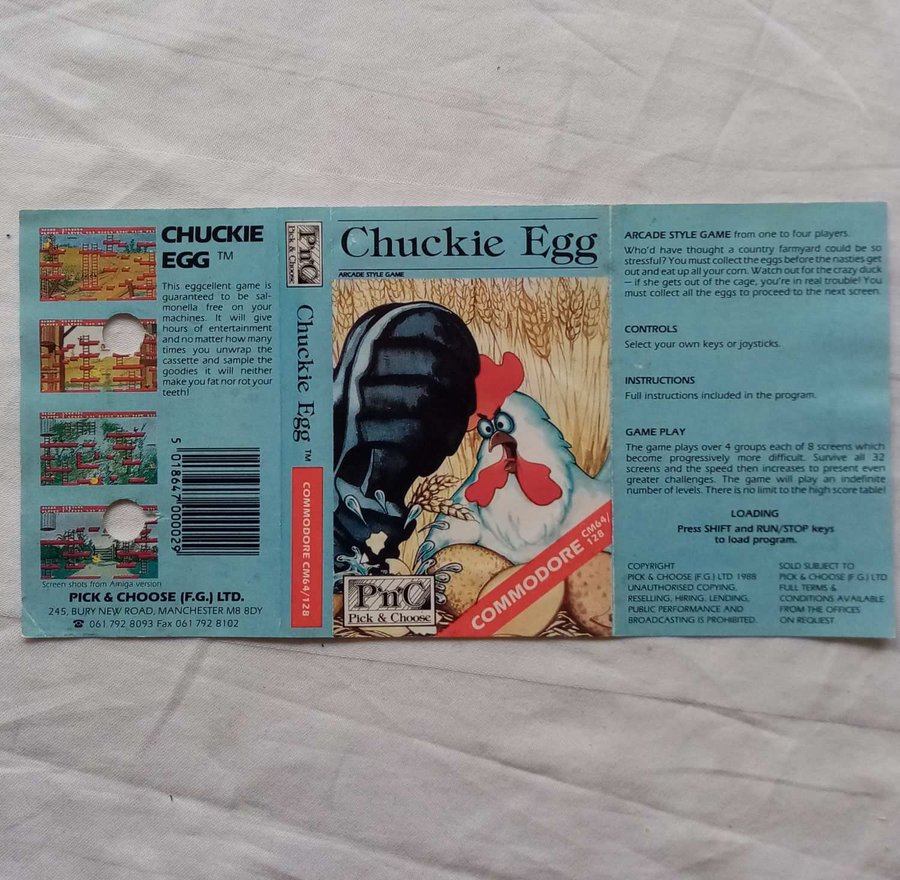 CHUCKIE
EGG ™
This eggcellent game is
guaranteed to be sal-
monella free on your
machines. It will give
hours of entertainment
and no matter how many
times you unwrap the
cassette and sample the
goodies it will neither
make you fat nor rot your
teeth!
5 018647 000029
Screen shots from Amiga version
PICK & CHOOSE (F.G.) LTD.
245, BURY NEW ROAD, MANCHESTER M8 8DY
☎ 061 792 8093 Fax 061 792 8102
PnC
Pick & Choose
Chuckie Egg ™
COMMODORE CM64/128
Chuckie Egg
ARCADE STYLE GAME
PnC
Pick & Choose
COMMODORE CM64/
128
ARCADE STYLE GAME from one to four players.
Who'd have thought a country farmyard could be so
stressful? You must collect the eggs before the nasties get
out and eat up all your corn. Watch out for the crazy duck
– if she gets out of the cage, you're in real trouble! You
must collect all the eggs to proceed to the next screen.
CONTROLS
Select your own keys or joysticks.
INSTRUCTIONS
Full instructions included in the program.
GAME PLAY
The game plays over 4 groups each of 8 screens which
become progressively more difficult. Survive all 32
screens and the speed then increases to present even
greater challenges. The game will play an indefinite
number of levels. There is no limit to the high score table!
LOADING
Press SHIFT and RUN/STOP keys
to load program.
COPYRIGHT
PICK & CHOOSE (F.G.) LTD 1988
UNAUTHORISED COPYING,
RESELLING, HIRING, LENDING,
PUBLIC PERFORMANCE AND
BROADCASTING IS PROHIBITED.
SOLD SUBJECT TO
PICK & CHOOSE (F.G.) LTD
FULL TERMS &
CONDITIONS AVAILABLE
FROM THE OFFICES
ON REQUEST.